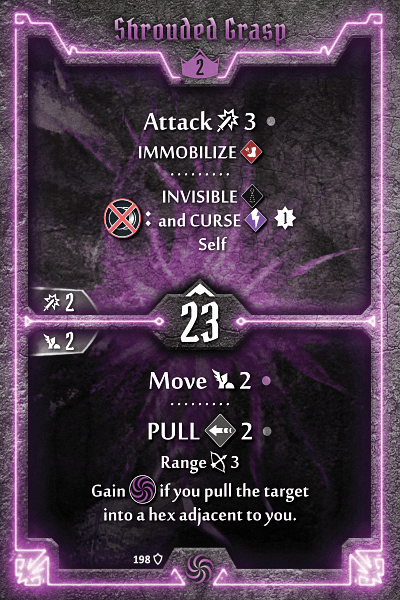 Shrouded Grasp
2
Attack 3
IMMOBILIZE
INVISIBLE
: and CURSE
Self
2
23
2
Move 2
PULL 2
Range 3
Gain if you pull the target
into a hex adjacent to you.
198